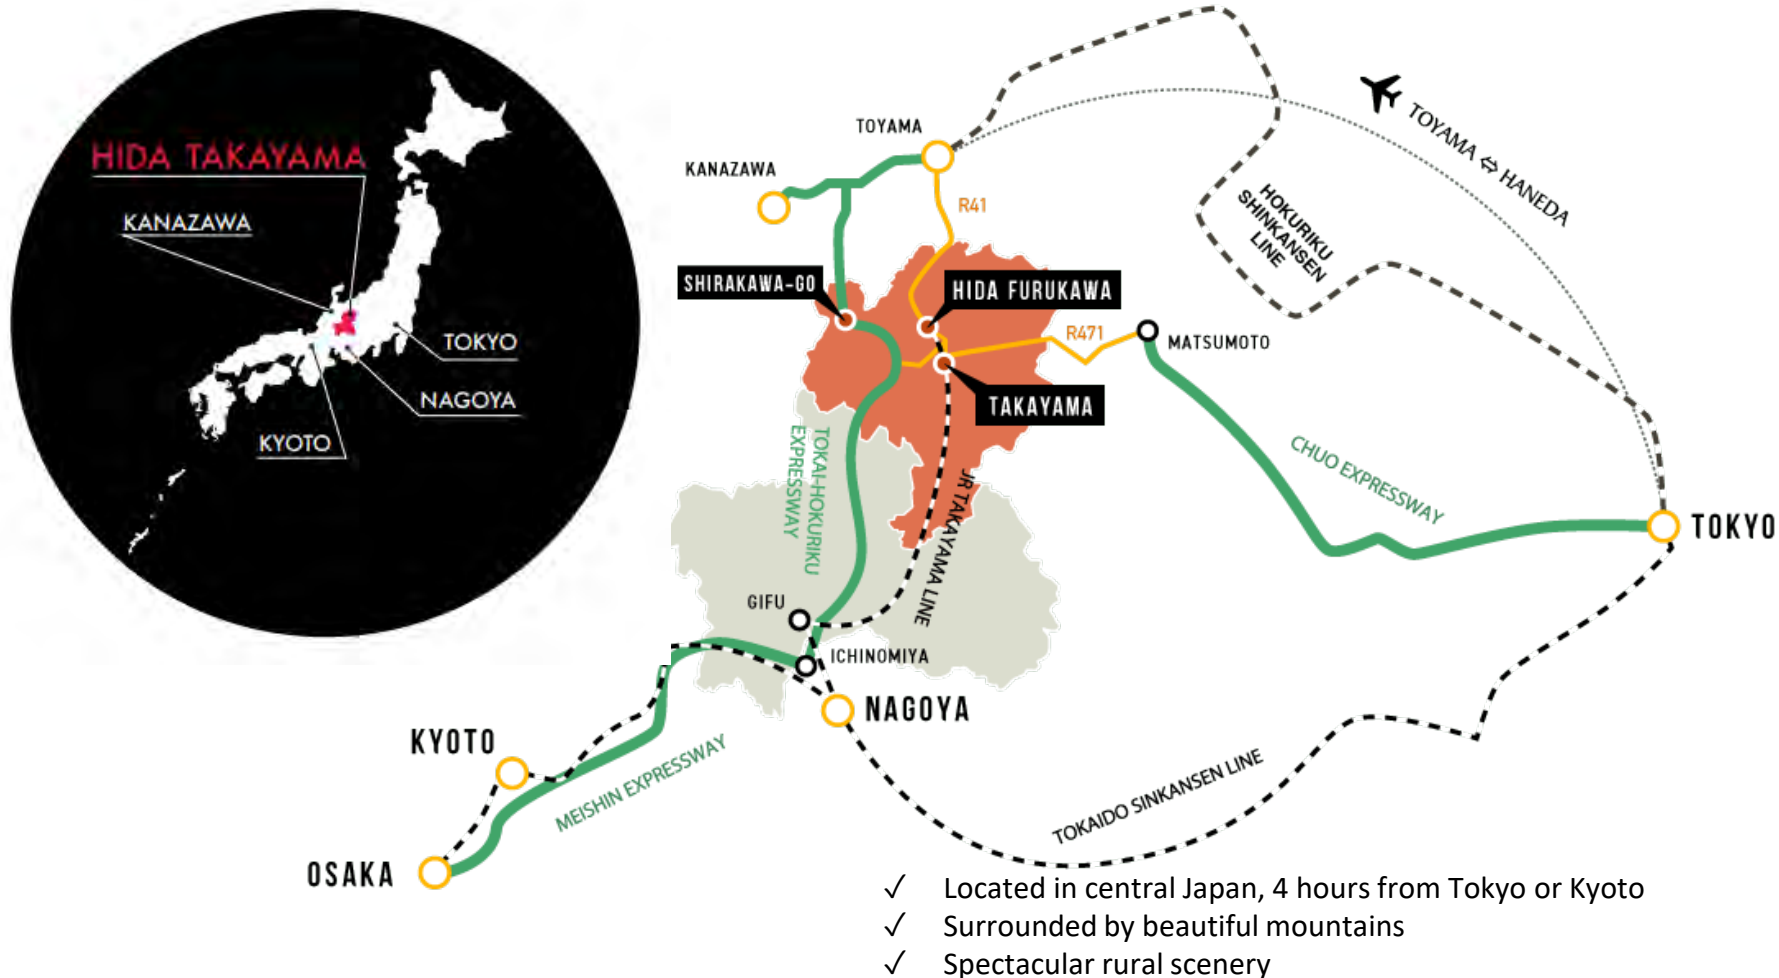 HIDA TAKAYAMA
KANAZAWA
TOKYO
NAGOYA
KYOTO
TOYAMA
KANAZAWA
R41
TOYAMA ⇔ HANEDA
HOKURIKU
SHINKANSEN
LINE
SHIRAKAWA-GO
HIDA FURUKAWA
R471
MATSUMOTO
TAKAYAMA
TOKAI-HOKURIKU
EXPRESSWAY
JR TAKAYAMA LINE
CHUO EXPRESSWAY
TOKYO
GIFU
ICHINOMIYA
NAGOYA
KYOTO
MEISHIN EXPRESSWAY
TOKAIDO SINKANSEN LINE
OSAKA
✓ Located in central Japan, 4 hours from Tokyo or Kyoto
✓ Surrounded by beautiful mountains
✓ Spectacular rural scenery